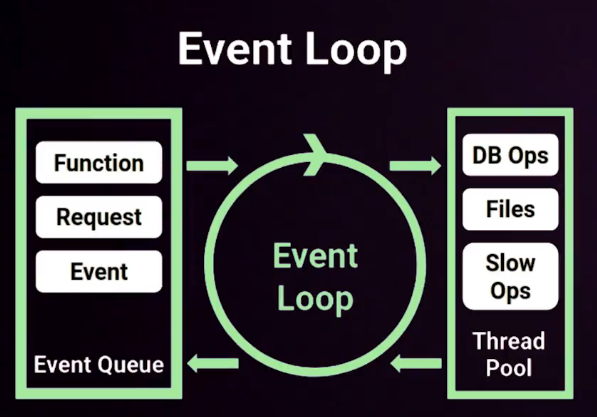 Event Loop
Function
Request
Event
Event Queue
Event
Loop
DB Ops
Files
Slow
Ops
Thread
Pool